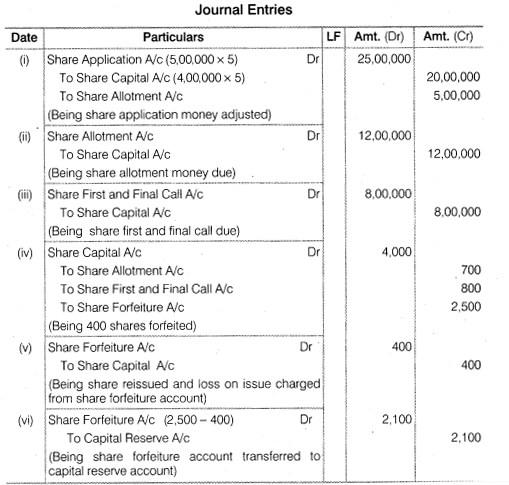 Journal Entries
Date Particulars LF Amt. (Dr) Amt. (Cr)
(i) Share Application A/c (5,00,000 × 5) Dr 25,00,000
To Share Capital A/c (4,00,000 × 5) 20,00,000
To Share Allotment A/c 5,00,000
(Being share application money adjusted)
(ii) Share Allotment A/c Dr 12,00,000
To Share Capital A/c 12,00,000
(Being share allotment money due)
(iii) Share First and Final Call A/c Dr 8,00,000
To Share Capital A/c 8,00,000
(Being share first and final call due)
(iv) Share Capital A/c Dr 4,000
To Share Allotment A/c 700
To Share First and Final Call A/c 800
To Share Forfeiture A/c 2,500
(Being 400 shares forfeited)
(v) Share Forfeiture A/c Dr 400
To Share Capital A/c 400
(Being share reissued and loss on issue charged
from share forfeiture account)
(vi) Share Forfeiture A/c (2,500 – 400) Dr 2,100
To Capital Reserve A/c 2,100
(Being share forfeiture account transferred to
capital reserve account)